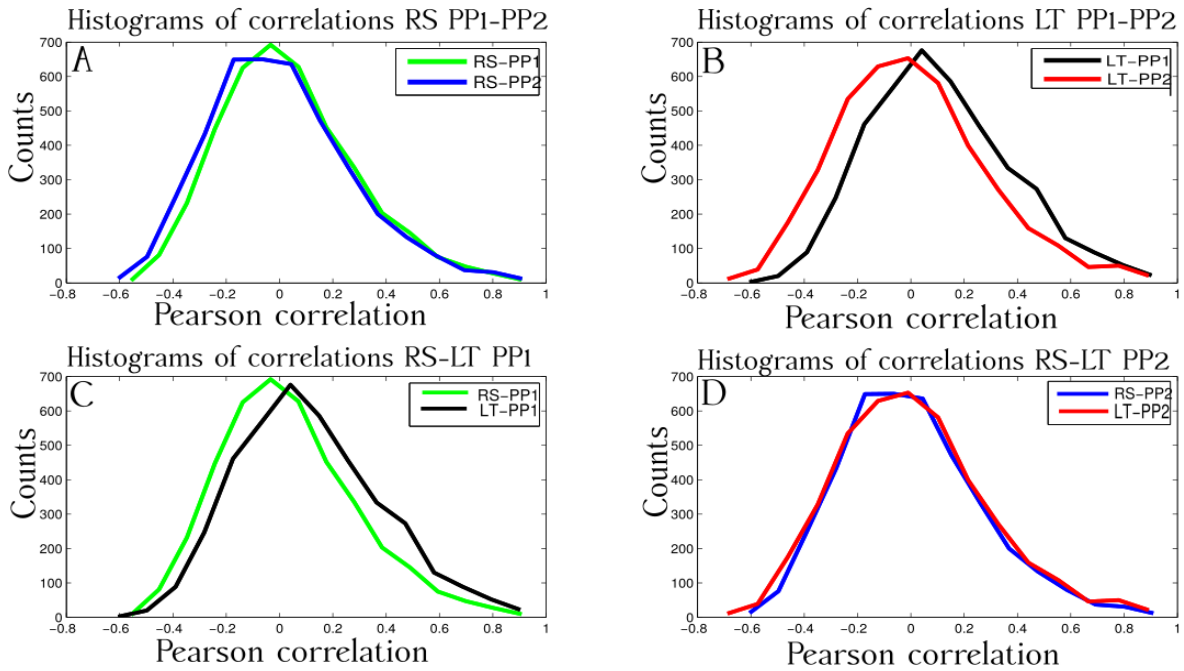 Histograms of correlations RS PP1-PP2
A
RS-PP1
RS-PP2
Counts
700
600
500
400
300
200
100
0
−0.8 −0.6 −0.4 −0.2 0 0.2 0.4 0.6 0.8 1
Pearson correlation
Histograms of correlations LT PP1-PP2
B
LT-PP1
LT-PP2
Counts
700
600
500
400
300
200
100
0
−0.8 −0.6 −0.4 −0.2 0 0.2 0.4 0.6 0.8 1
Pearson correlation
Histograms of correlations RS-LT PP1
C
RS-PP1
LT-PP1
Counts
700
600
500
400
300
200
100
0
−0.8 −0.6 −0.4 −0.2 0 0.2 0.4 0.6 0.8 1
Pearson correlation
Histograms of correlations RS-LT PP2
D
RS-PP2
LT-PP2
Counts
700
600
500
400
300
200
100
0
−0.8 −0.6 −0.4 −0.2 0 0.2 0.4 0.6 0.8 1
Pearson correlation